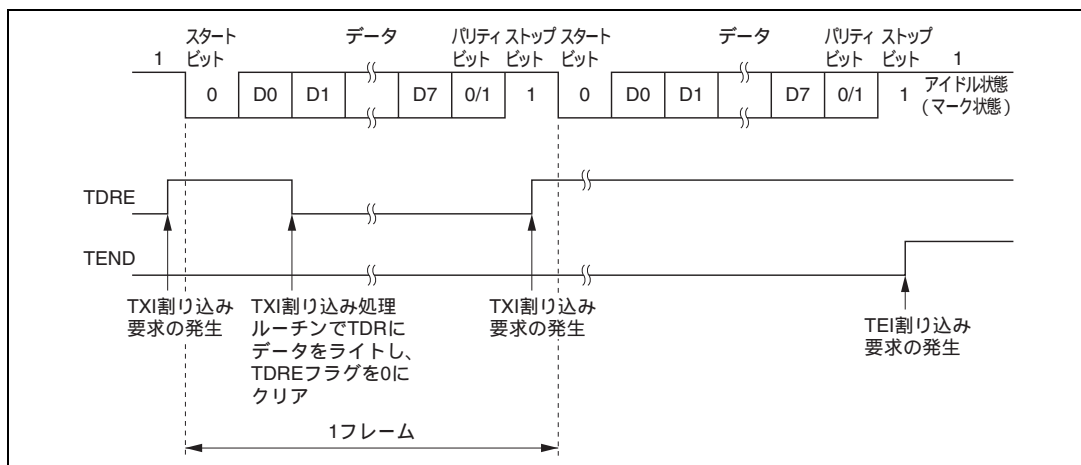 スタート データ パリティ ストップ スタート データ パリティ ストップ
1 ビット ビット ビット ビット ビット ビット 1
0 D0 D1 D7 0/1 1 0 D0 D1 D7 0/1 1 アイドル状態
(マーク状態)
TDRE
TEND
TXI割り込み
要求の発生
TXI割り込み処理
ルーチンでTDRに
データをライトし、
TDREフラグを0に
クリア
TXI割り込み
要求の発生
TEI割り込み
要求の発生
1フレーム